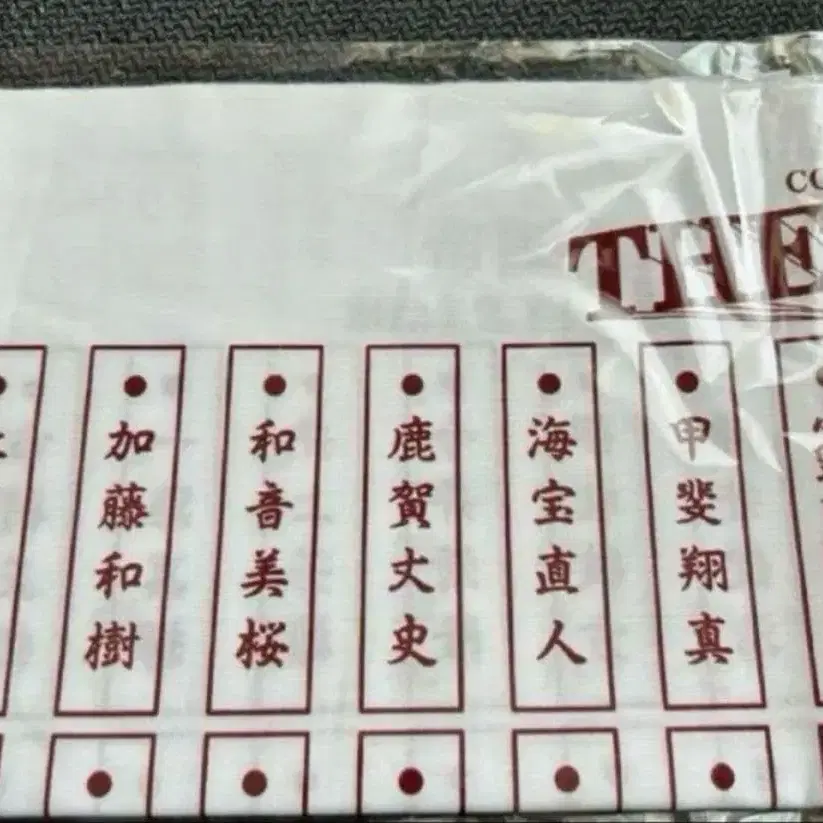 CO
THE
甲斐翔真
海宝直人
鹿賀丈史
和音美桜
加藤和樹